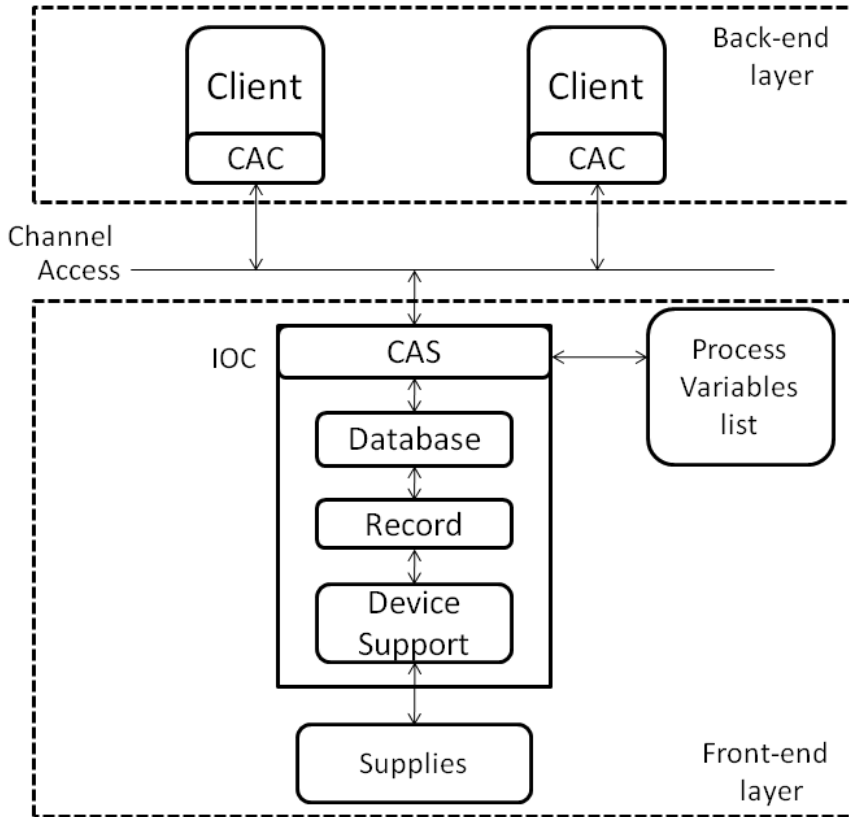 Back-end
layer
Client
Client
CAC
CAC
Channel
Access
IOC
CAS
Process
Variables
list
Database
Record
Device
Support
Supplies
Front-end
layer